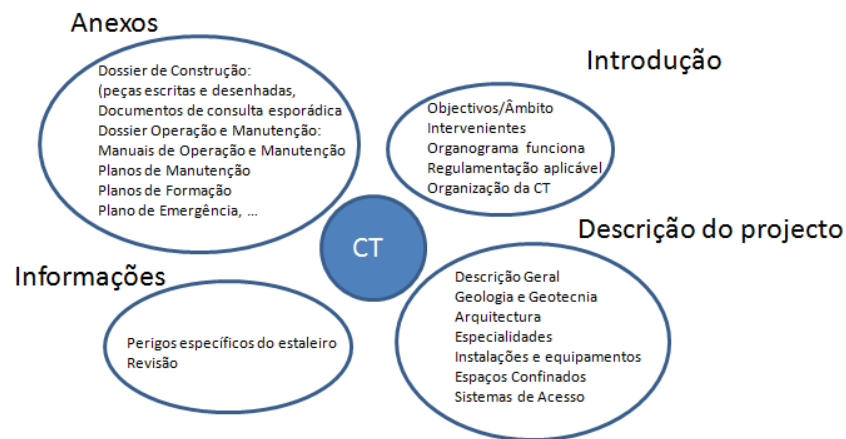 Anexos
Dossier de Construção:
(peças escritas e desenhadas,
Documentos de consulta esporádica
Dossier Operação e Manutenção:
Manuais de Operação e Manutenção
Planos de Manutenção
Planos de Formação
Plano de Emergência, ...
Introdução
Objectivos/Âmbito
Intervenientes
Organograma funciona
Regulamentação aplicável
Organização da CT
CT
Informações
Perigos específicos do estaleiro
Revisão
Descrição do projecto
Descrição Geral
Geologia e Geotecnia
Arquitectura
Especialidades
Instalações e equipamentos
Espaços Confinados
Sistemas de Acesso